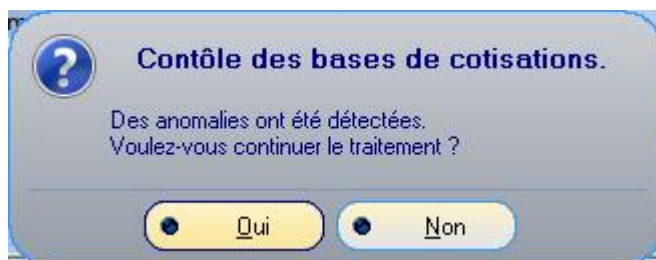 Contôle des bases de cotisations.
Des anomalies ont été détectées.
Voulez-vous continuer le traitement ?
Oui
Non